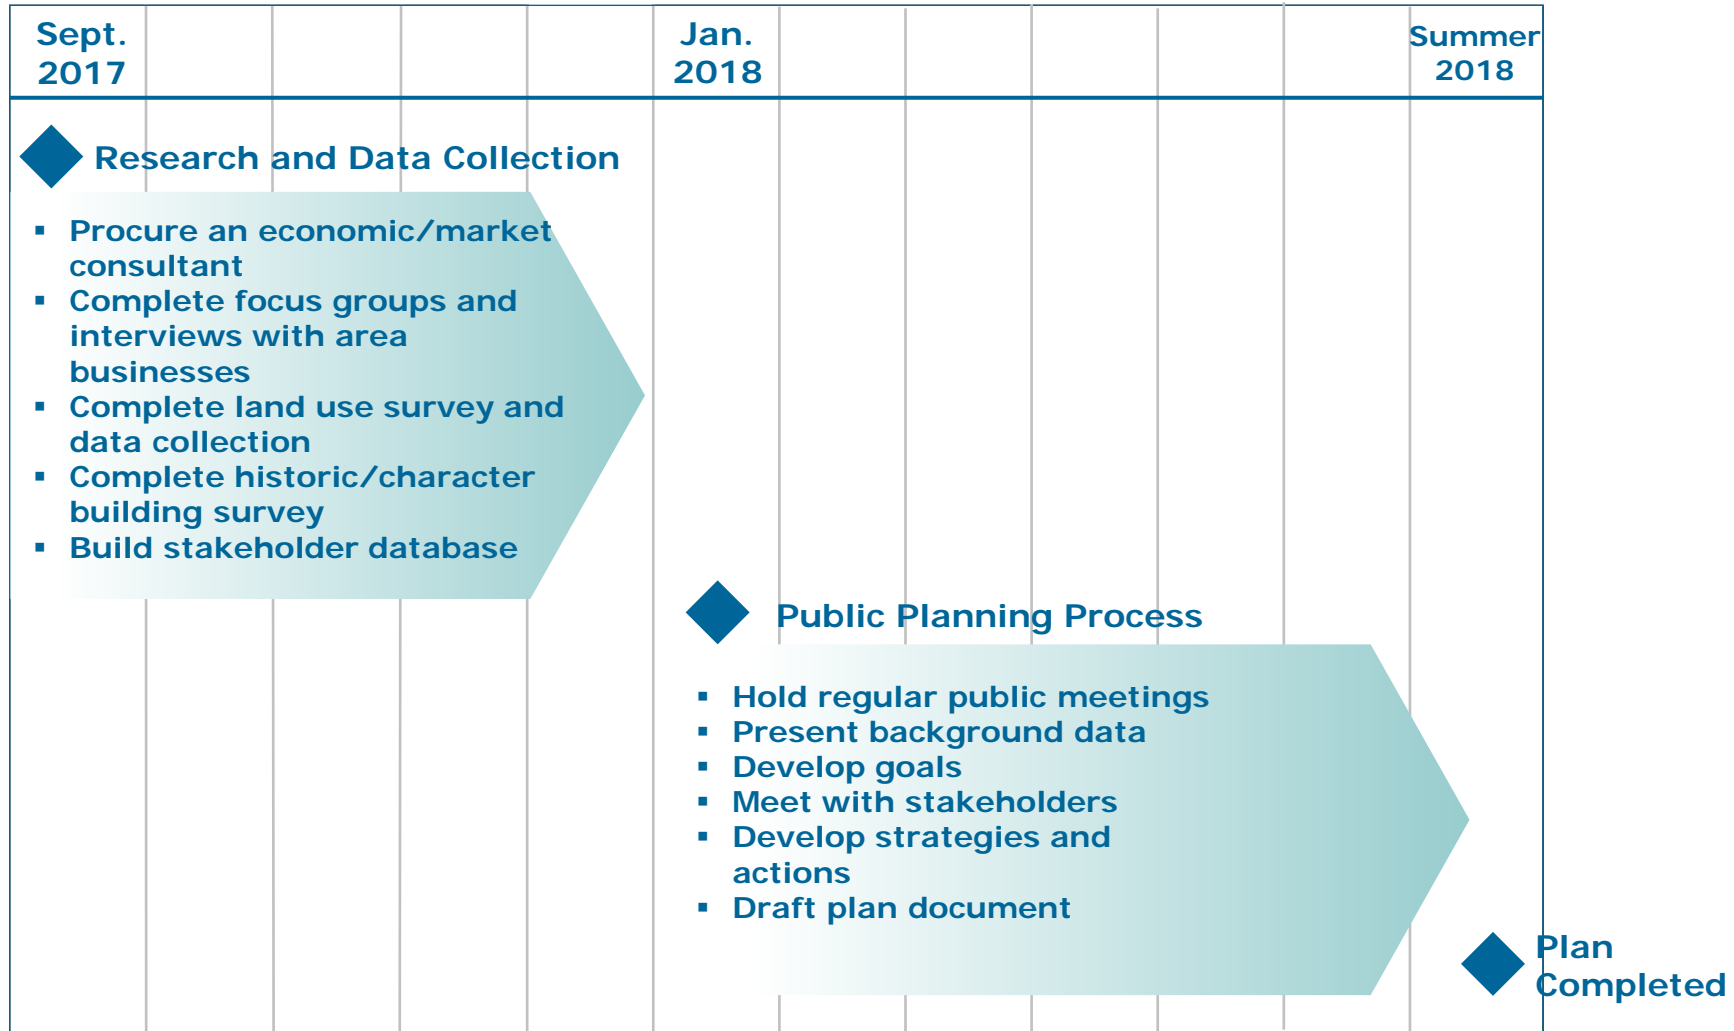 Sept.
2017
Jan.
2018
Summer
2018
Research and Data Collection
▪ Procure an economic/market
consultant
▪ Complete focus groups and
interviews with area
businesses
▪ Complete land use survey and
data collection
▪ Complete historic/character
building survey
▪ Build stakeholder database
Public Planning Process
▪ Hold regular public meetings
▪ Present background data
▪ Develop goals
▪ Meet with stakeholders
▪ Develop strategies and
actions
▪ Draft plan document
Plan
Completed